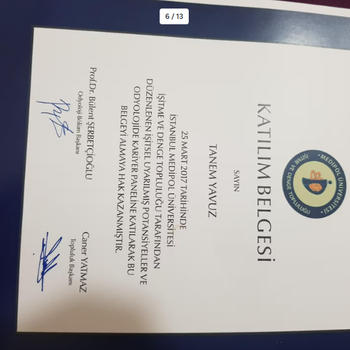 6 / 13
MEDİPOL ÜNİVERSİTESİ
KATILIM BELGESİ
SAYIN
TANEM YAVUZ
25 MART 2017 TARİHİNDE
İSTANBUL MEDİPOL ÜNİVERSİTESİ
İŞİTME VE DENGE TOPLULUĞU TARAFINDAN
DÜZENLENEN İŞİTSEL UYARILMIŞ POTANSİYELLER VE
ODYOLOJİDE KARİYER PANELİNE KATILARAK BU
BELGEYİ ALMAYA HAK KAZANMIŞTIR.
Prof.Dr. Bülent ŞERBETÇİOĞLU
Odyoloji Bölüm Başkanı
Caner YATMAZ
Topluluk Başkanı